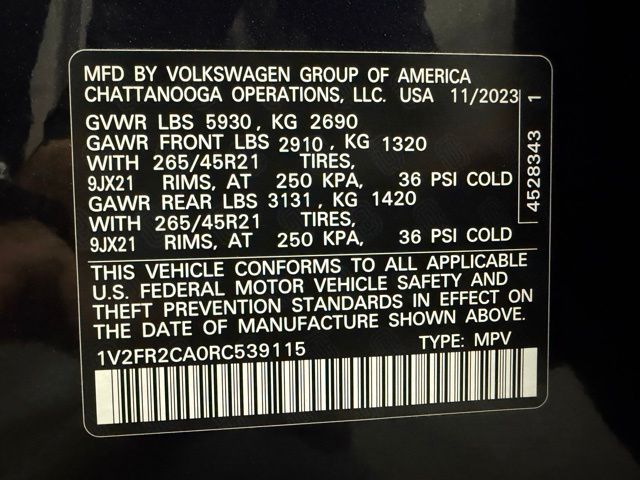 MFD BY VOLKSWAGEN GROUP OF AMERICA
CHATTANOOGA OPERATIONS, LLC. USA 11/2023
GVWR LBS 5930, KG 2690
GAWR FRONT LBS 2910, KG 1320
WITH 265/45R21 TIRES,
9JX21 RIMS, AT 250 KPA, 36 PSI COLD
GAWR REAR LBS 3131, KG 1420
WITH 265/45R21 TIRES,
9JX21 RIMS, AT 250 KPA, 36 PSI COLD
THIS VEHICLE CONFORMS TO ALL APPLICABLE
U.S. FEDERAL MOTOR VEHICLE SAFETY AND
THEFT PREVENTION STANDARDS IN EFFECT ON
THE DATE OF MANUFACTURE SHOWN ABOVE.
1V2FR2CA0RC539115 TYPE: MPV
4528343 1